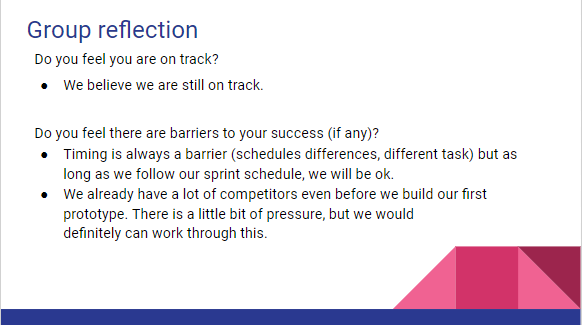 Group reflection
Do you feel you are on track?
● We believe we are still on track.
Do you feel there are barriers to your success (if any)?
● Timing is always a barrier (schedules differences, different task) but as
long as we follow our sprint schedule, we will be ok.
● We already have a lot of competitors even before we build our first
prototype. There is a little bit of pressure, but we would
definitely can work through this.